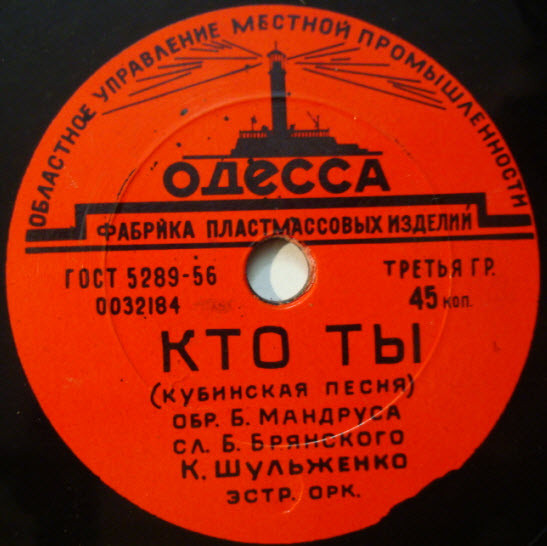 ОБЛАСТНОЕ УПРАВЛЕНИЕ МЕСТНОЙ ПРОМЫШЛЕННОСТИ
ОДЕССА
ФАБРИКА ПЛАСТМАССОВЫХ ИЗДЕЛИЙ
ГОСТ 5289-56
0032184
ТРЕТЬЯ ГР.
45 КОП.
КТО ТЫ
(КУБИНСКАЯ ПЕСНЯ)
ОБР. Б. МАНДРУСА
СЛ. Б. БРЯНСКОГО
К. ШУЛЬЖЕНКО
ЭСТР. ОРК.